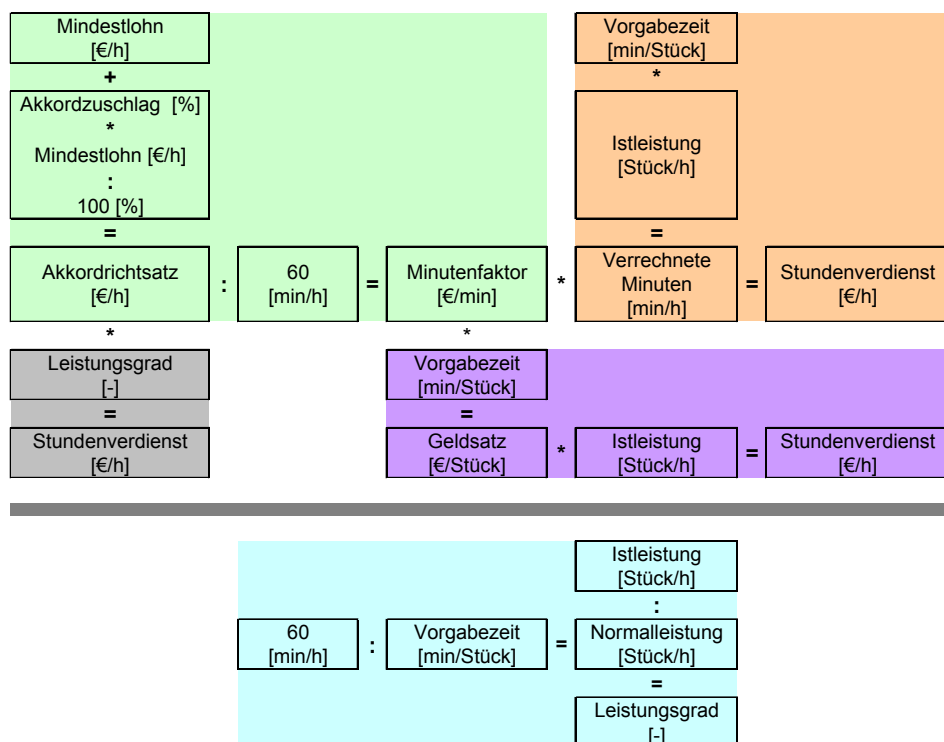 Mindestlohn
[€/h]
+
Akkordzuschlag [%]
*
Mindestlohn [€/h]
:
100 [%]
=
Akkordrichtsatz
[€/h]
:
60
[min/h]
=
Minutenfaktor
[€/min]
*
Vorgabezeit
[min/Stück]
*
Istleistung
[Stück/h]
=
Verrechnete
Minuten
[min/h]
=
Stundenverdienst
[€/h]
*
Leistungsgrad
[-]
=
Stundenverdienst
[€/h]
*
Vorgabezeit
[min/Stück]
=
Geldsatz
[€/Stück]
*
Istleistung
[Stück/h]
=
Stundenverdienst
[€/h]
Istleistung
[Stück/h]
:
60
[min/h]
:
Vorgabezeit
[min/Stück]
=
Normalleistung
[Stück/h]
=
Leistungsgrad
[-]